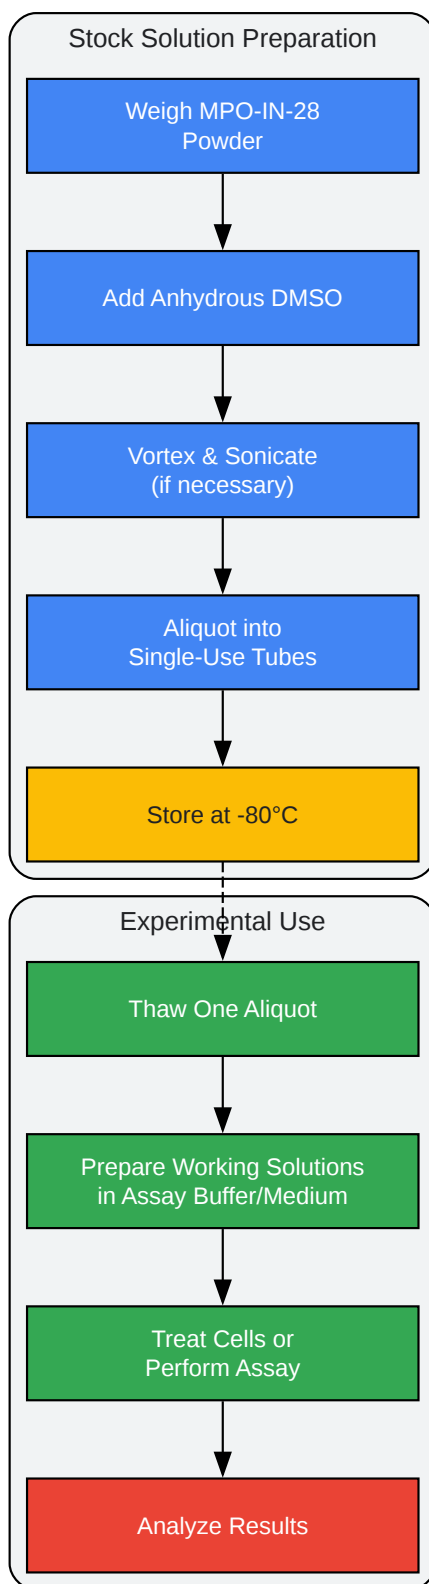 Stock Solution Preparation
Weigh MPO-IN-28
Powder
Add Anhydrous DMSO
Vortex & Sonicate
(if necessary)
Aliquot into
Single-Use Tubes
Store at -80°C
Experimental Use
Thaw One Aliquot
Prepare Working Solutions
in Assay Buffer/Medium
Treat Cells or
Perform Assay
Analyze Results